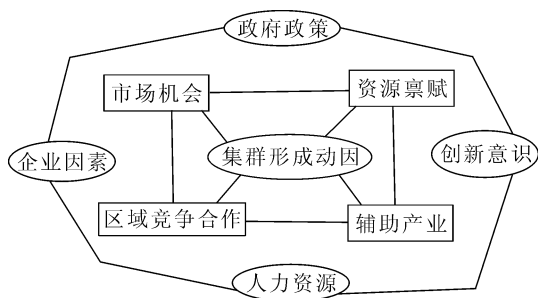 政府政策
市场机会
资源禀赋
企业因素
集群形成动因
创新意识
区域竞争合作
辅助产业
人力资源